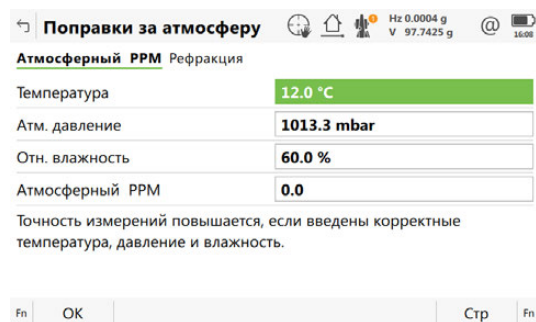 Поправки за атмосферу
Hz 0.0004 g
V 97.7425 g
@
16:08
Атмосферный PPM Рефракция
Температура 12.0 °C
Атм. давление 1013.3 mbar
Отн. влажность 60.0 %
Атмосферный PPM 0.0
Точность измерений повышается, если введены корректные
температура, давление и влажность.
Fn OK Стр Fn